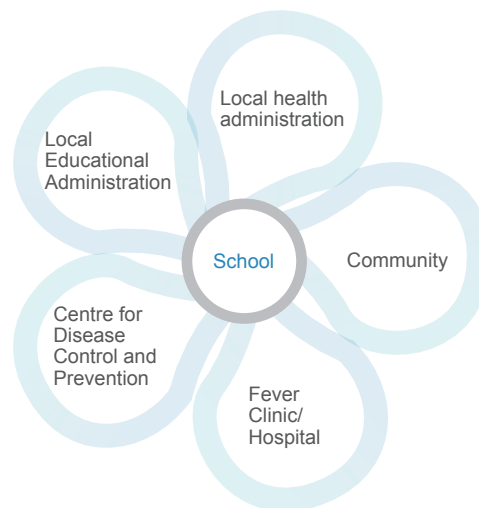 Local health
administration
Local
Educational
Administration
School
Community
Centre for
Disease
Control and
Prevention
Fever
Clinic/
Hospital